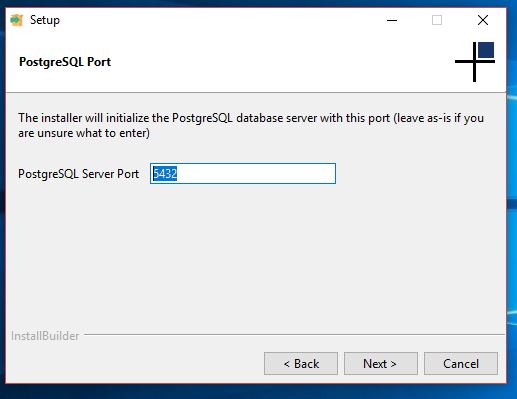 Setup
PostgreSQL Port
The installer will initialize the PostgreSQL database server with this port (leave as-is if you
are unsure what to enter)
PostgreSQL Server Port 5432
InstallBuilder
< Back Next > Cancel